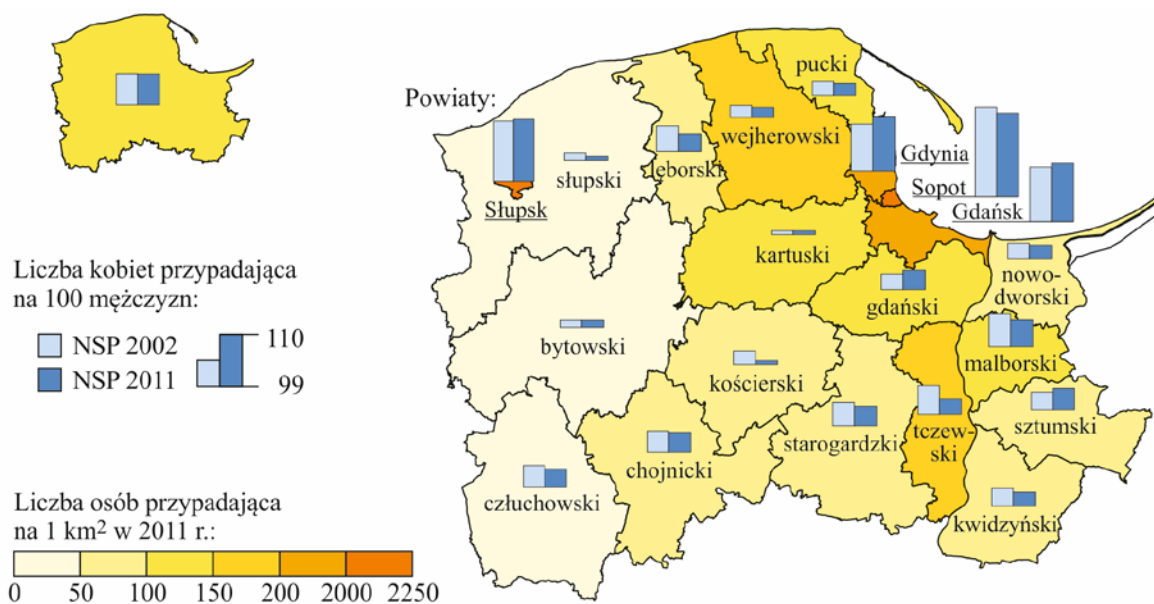 Powiaty:
pucki
wejherowski
lęborski
słupski
Słupsk
Gdynia
Sopot
Gdańsk
kartuski
gdański
nowo-
dworski
bytowski
kościerski
malborski
starogardzki
tczew-
ski
sztumski
chojnicki
człuchowski
kwidzyński
Liczba kobiet przypadająca
na 100 mężczyzn:
NSP 2002
NSP 2011
110
99
Liczba osób przypadająca
na 1 km² w 2011 r.:
0 50 100 150 200 2000 2250